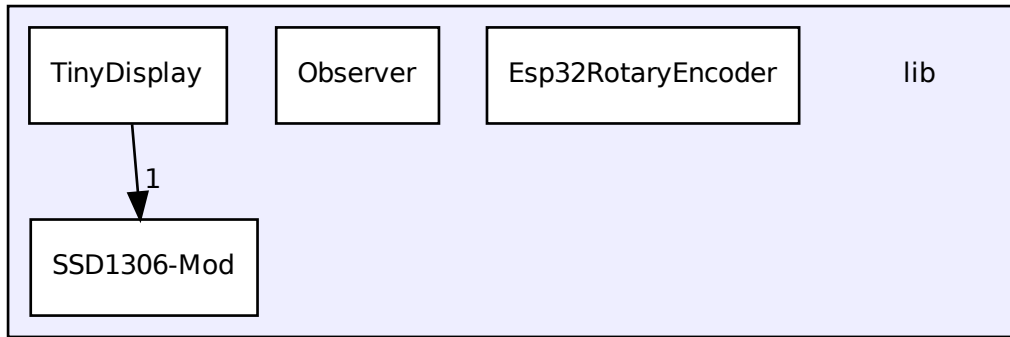 TinyDisplay
Observer
Esp32RotaryEncoder
lib
1
SSD1306-Mod